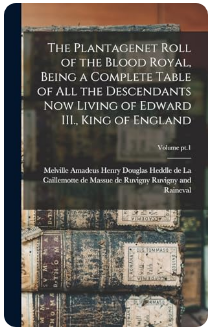 The Plantagenet Roll
of the Blood Royal,
Being a Complete Table
of All the Descendants
Now Living of Edward
III., King of England
Volume pt.1
Melville Amadeus Henry Douglas Heddle de La
Caillemotte de Massue de Ruvigny Ruvigny and
Raineval